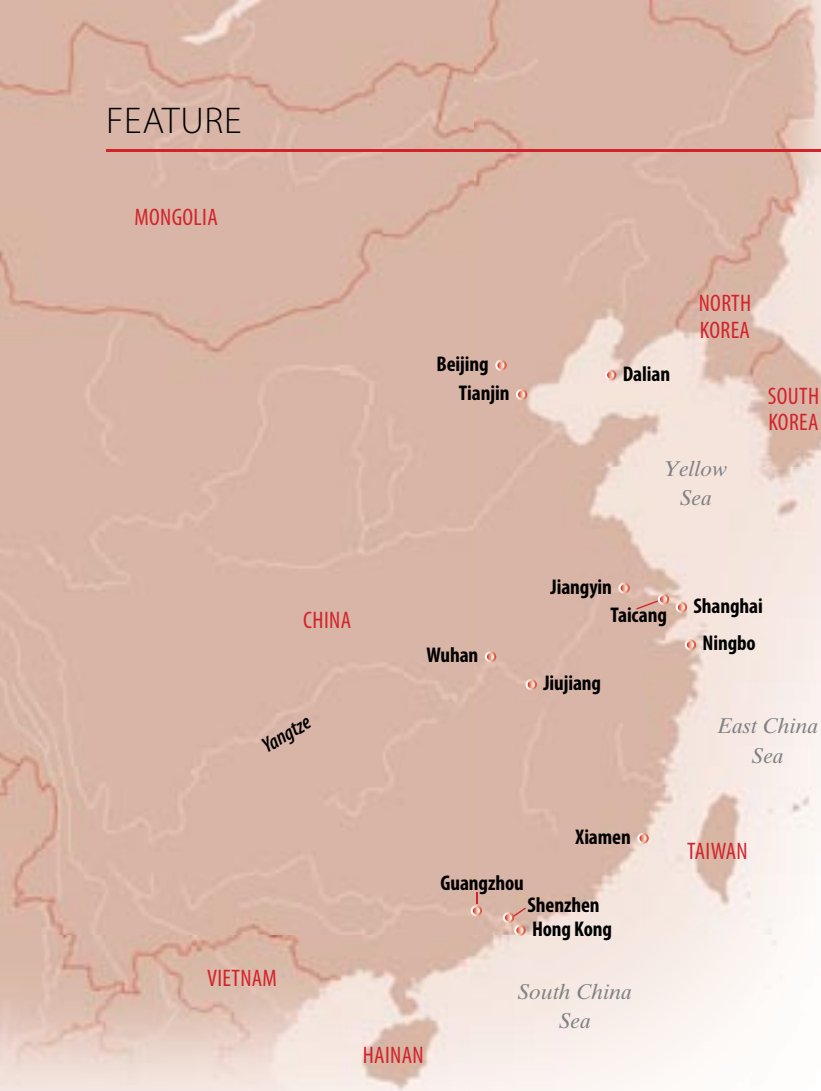 FEATURE
MONGOLIA
NORTH
KOREA
Beijing
Dalian
Tianjin
SOUTH
KOREA
Yellow
Sea
Jiangyin
Taicang
Shanghai
CHINA
Ningbo
Wuhan
Jiujiang
Yangtze
East China
Sea
Xiamen
TAIWAN
Guangzhou
Shenzhen
Hong Kong
VIETNAM
South China
Sea
HAINAN